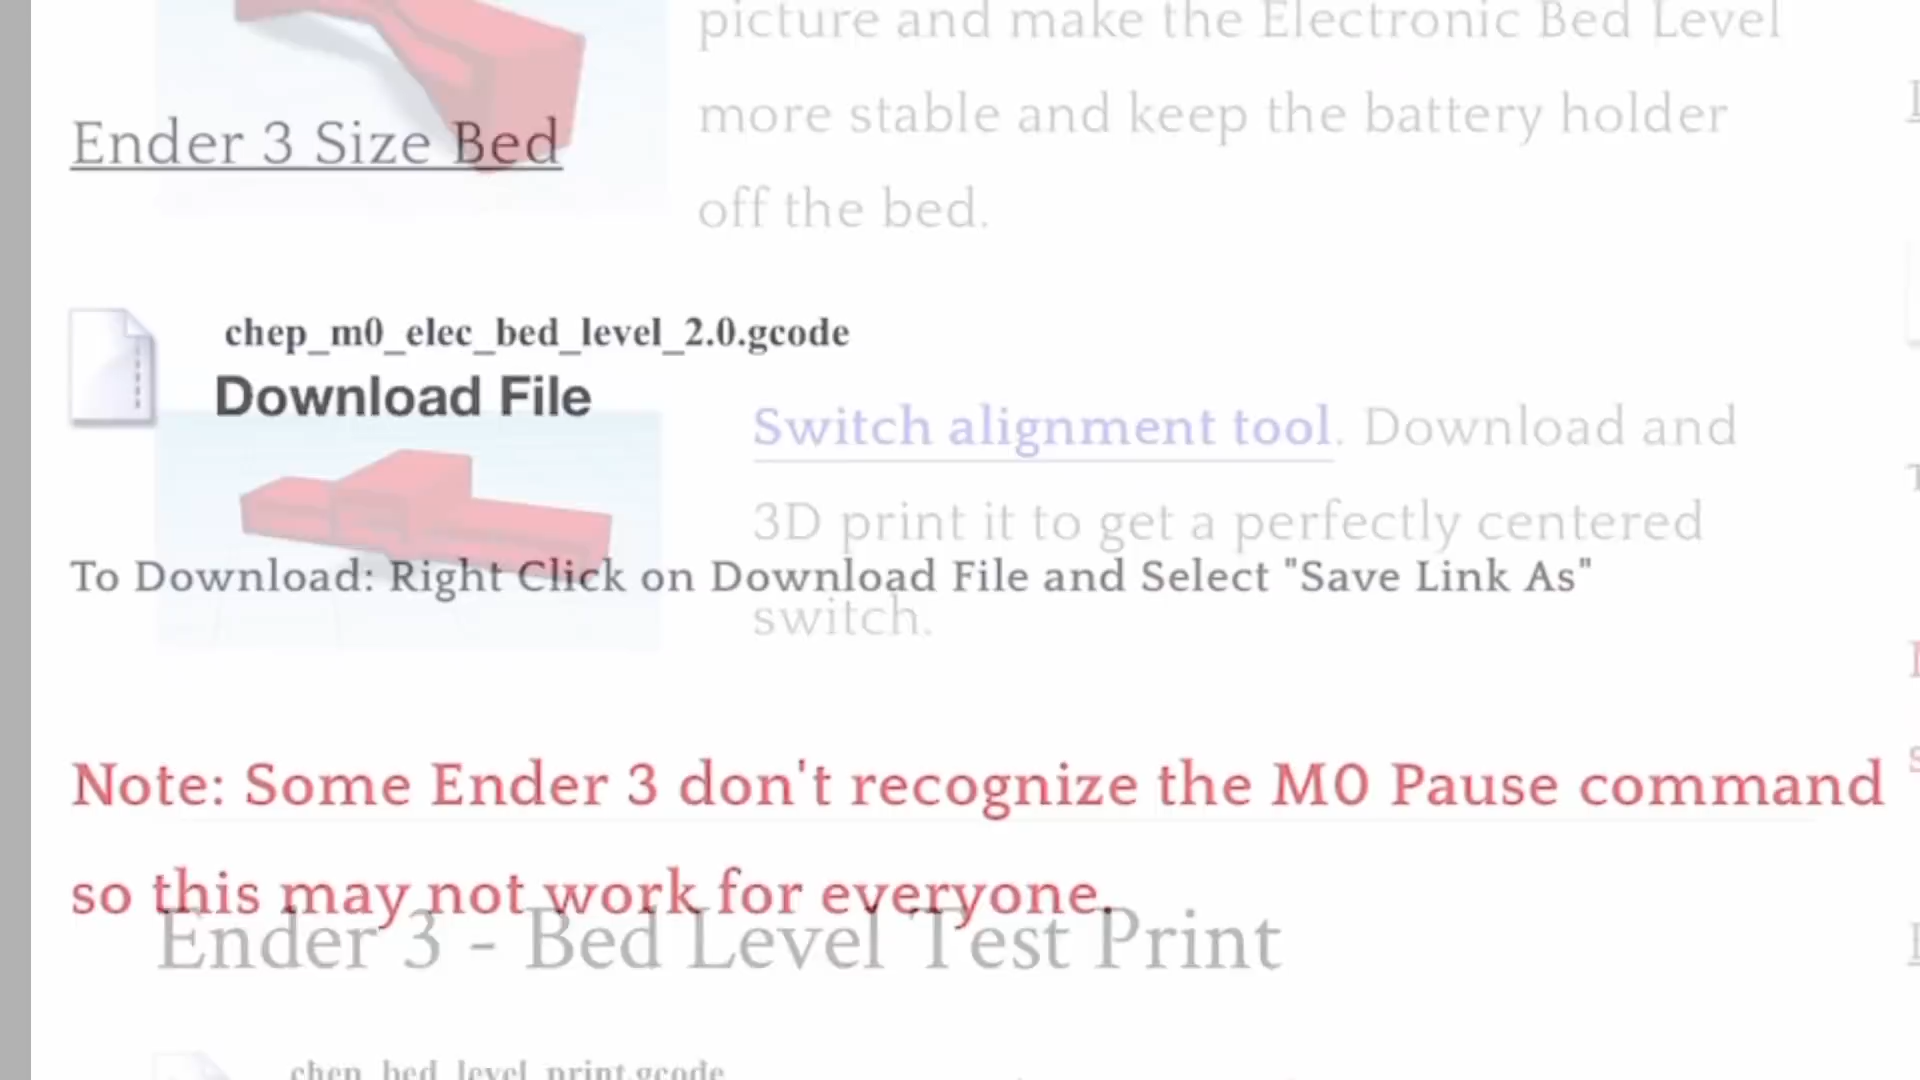 picture and make the Electronic Bed Level
more stable and keep the battery holder
off the bed.
Ender 3 Size Bed
chep_m0_elec_bed_level_2.0.gcode
Download File
Switch alignment tool. Download and
3D print it to get a perfectly centered
switch.
To Download: Right Click on Download File and Select "Save Link As"
Note: Some Ender 3 don't recognize the M0 Pause command
so this may not work for everyone.
Ender 3 - Bed Level Test Print
chep_bed_level_print.gcode